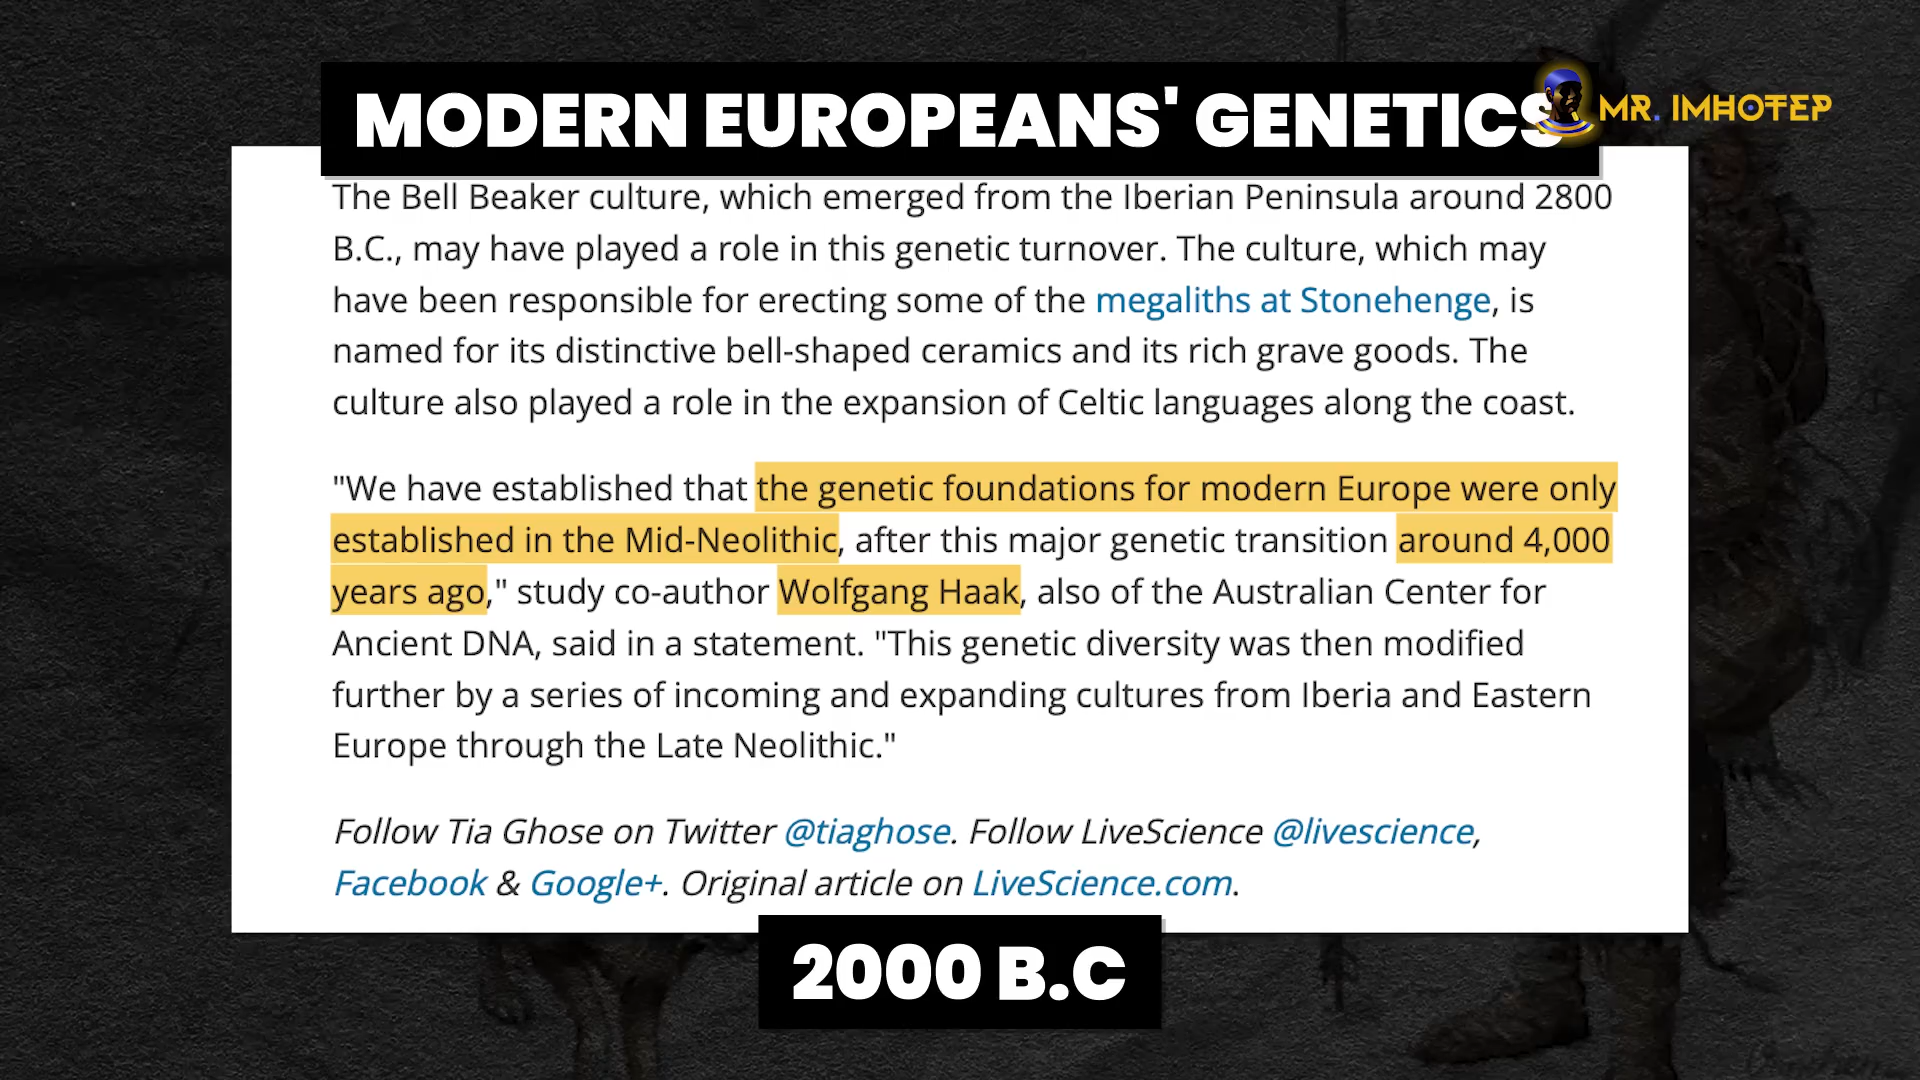 MODERN EUROPEANS' GENETICS
MR. IMHOTEP
The Bell Beaker culture, which emerged from the Iberian Peninsula around 2800
B.C., may have played a role in this genetic turnover. The culture, which may
have been responsible for erecting some of the megaliths at Stonehenge, is
named for its distinctive bell-shaped ceramics and its rich grave goods. The
culture also played a role in the expansion of Celtic languages along the coast.
"We have established that the genetic foundations for modern Europe were only
established in the Mid-Neolithic, after this major genetic transition around 4,000
years ago," study co-author Wolfgang Haak, also of the Australian Center for
Ancient DNA, said in a statement. "This genetic diversity was then modified
further by a series of incoming and expanding cultures from Iberia and Eastern
Europe through the Late Neolithic."
Follow Tia Ghose on Twitter @tiaghose. Follow LiveScience @livescience,
Facebook & Google+. Original article on LiveScience.com.
2000 B.C